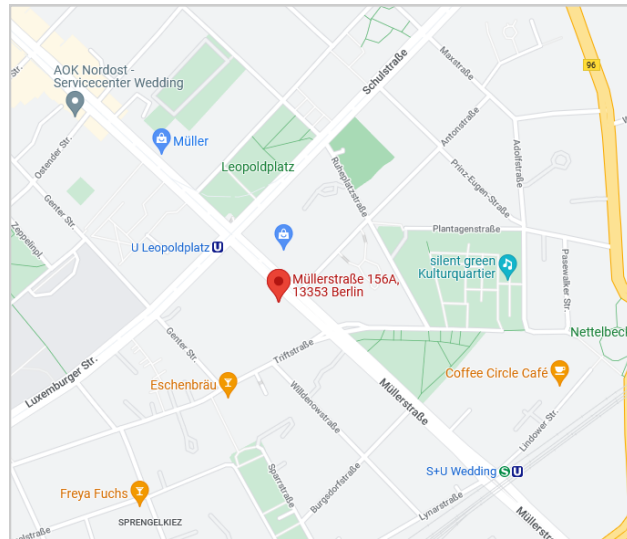 Str.
AOK Nordost -
Servicecenter Wedding
Müller
Schulstraße
Maxstraße
96
Ostender Str.
Leopoldplatz
Antonstraße
Adolfstraße
Ruheplatzstraße
Prinz-Eugen-Straße
Genter Str.
Zeppelinpl.
U Leopoldplatz U
Plantagenstraße
silent green
Kulturquartier
Pasewalker Str.
Müllerstraße 156A,
13353 Berlin
Genter Str.
Triftstraße
Nettelbeck
Luxemburger Str.
Eschenbräu
Willdenowstraße
Müllerstraße
Coffee Circle Café
Lindower Str.
S+U Wedding S U
Freya Fuchs
SPRENGELKIEZ
Sparrstraße
Burgsdorfstraße
Lynarstraße
Müllerstraße